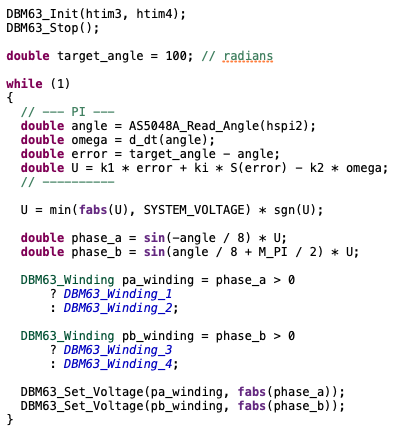 DBM63_Init(htim3, htim4);
DBM63_Stop();
double target_angle = 100; // radians
while (1)
{
// --- PI ---
double angle = AS5048A_Read_Angle(hspi2);
double omega = d_dt(angle);
double error = target_angle - angle;
double U = k1 * error + ki * S(error) - k2 * omega;
// ----------
U = min(fabs(U), SYSTEM_VOLTAGE) * sgn(U);
double phase_a = sin(-angle / 8) * U;
double phase_b = sin(angle / 8 + M_PI / 2) * U;
DBM63_Winding pa_winding = phase_a > 0
? DBM63_Winding_1
: DBM63_Winding_2;
DBM63_Winding pb_winding = phase_b > 0
? DBM63_Winding_3
: DBM63_Winding_4;
DBM63_Set_Voltage(pa_winding, fabs(phase_a));
DBM63_Set_Voltage(pb_winding, fabs(phase_b));
}